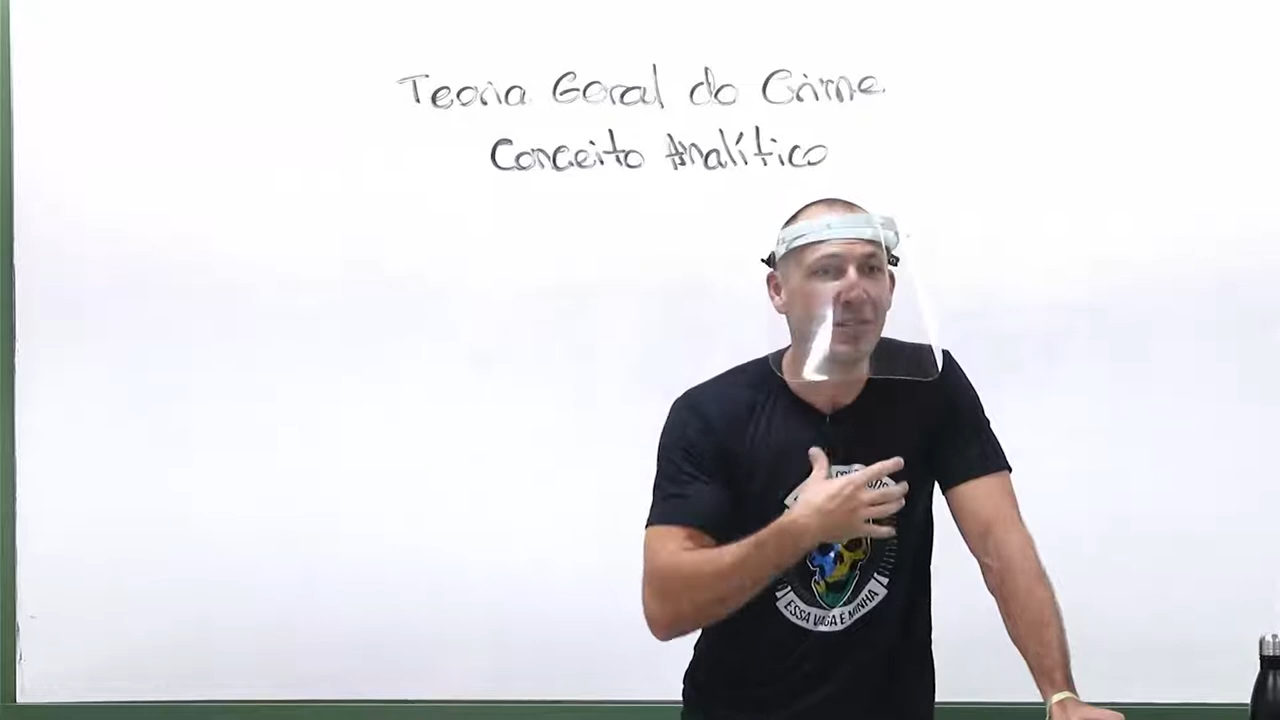 Teoria Geral do Crime
Conceito Analítico
ESSA VAGA É MINHA